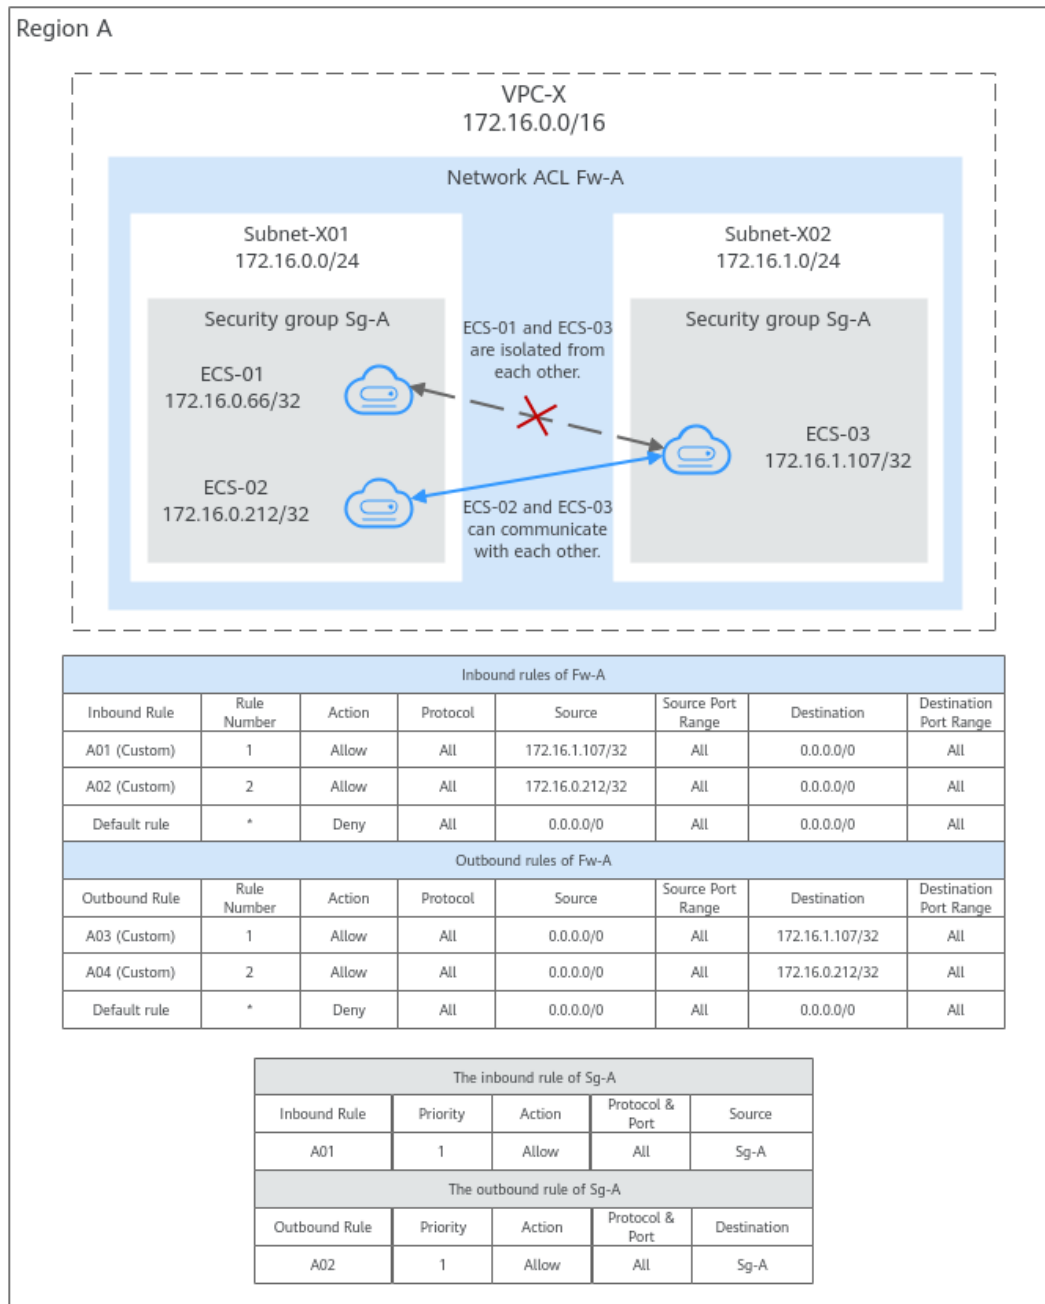 Region A
VPC-X
172.16.0.0/16
Network ACL Fw-A
Subnet-X01
172.16.0.0/24
Security group Sg-A
ECS-01
172.16.0.66/32
ECS-02
172.16.0.212/32
ECS-01 and ECS-03
are isolated from
each other.
ECS-02 and ECS-03
can communicate
with each other.
Subnet-X02
172.16.1.0/24
Security group Sg-A
ECS-03
172.16.1.107/32
Inbound rules of Fw-A
Inbound Rule Rule Number Action Protocol Source Source Port Range Destination Destination Port Range
A01 (Custom) 1 Allow All 172.16.1.107/32 All 0.0.0.0/0 All
A02 (Custom) 2 Allow All 172.16.0.212/32 All 0.0.0.0/0 All
Default rule * Deny All 0.0.0.0/0 All 0.0.0.0/0 All
Outbound rules of Fw-A
Outbound Rule Rule Number Action Protocol Source Source Port Range Destination Destination Port Range
A03 (Custom) 1 Allow All 0.0.0.0/0 All 172.16.1.107/32 All
A04 (Custom) 2 Allow All 0.0.0.0/0 All 172.16.0.212/32 All
Default rule * Deny All 0.0.0.0/0 All 0.0.0.0/0 All
The inbound rule of Sg-A
Inbound Rule Priority Action Protocol & Port Source
A01 1 Allow All Sg-A
The outbound rule of Sg-A
Outbound Rule Priority Action Protocol & Port Destination
A02 1 Allow All Sg-A